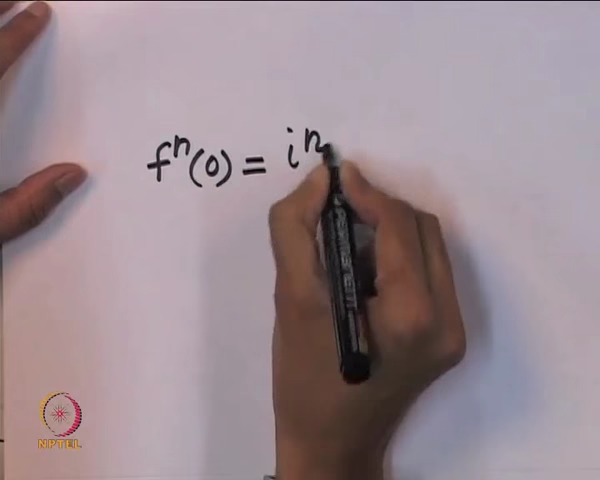 fⁿ(0) = iⁿ
NPTEL